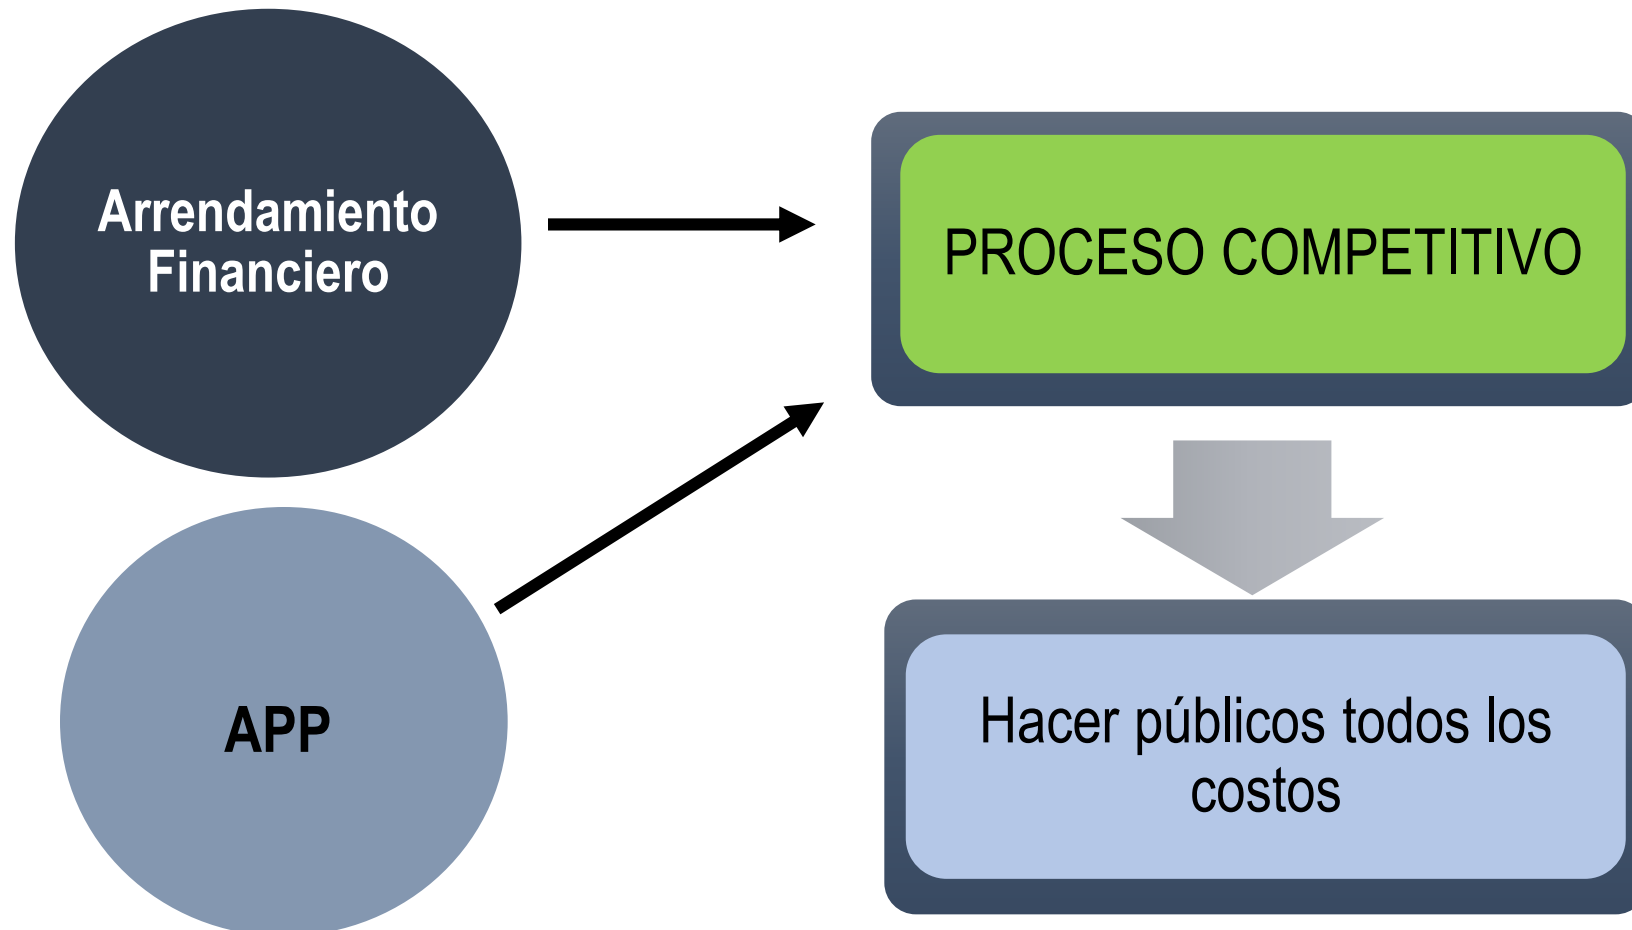 Arrendamiento
Financiero
PROCESO COMPETITIVO
APP
Hacer públicos todos los
costos